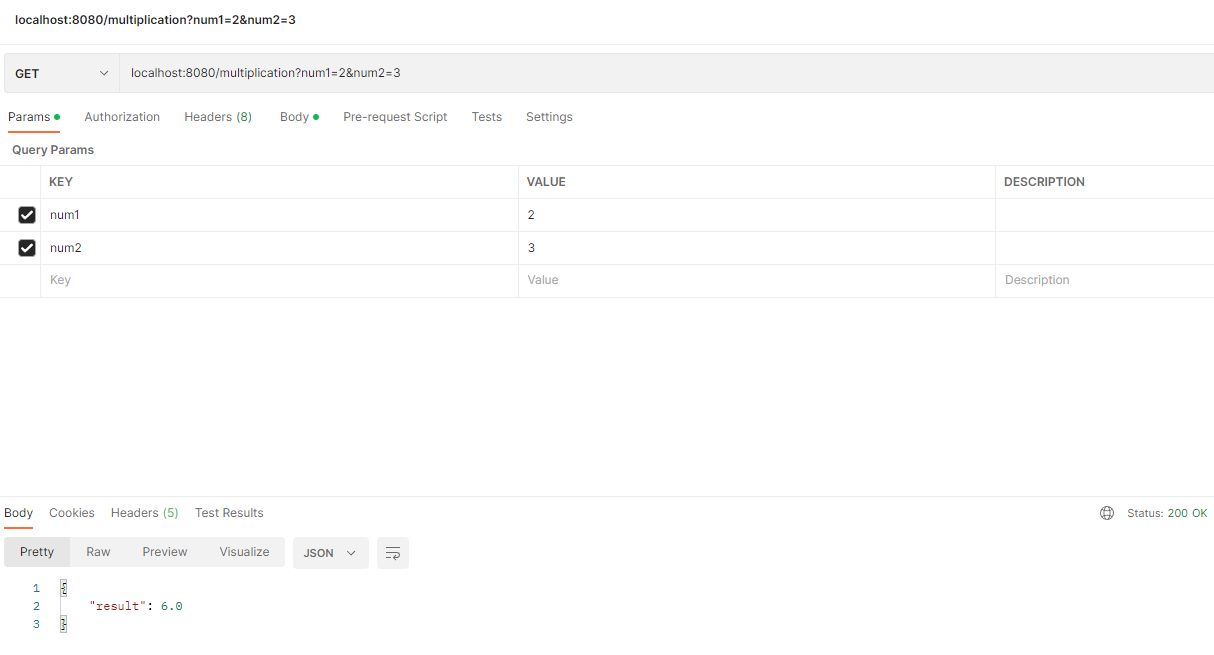 localhost:8080/multiplication?num1=2&num2=3
GET localhost:8080/multiplication?num1=2&num2=3
Params Authorization Headers (8) Body Pre-request Script Tests Settings
Query Params
KEY VALUE DESCRIPTION
num1 2
num2 3
Key Value Description
Body Cookies Headers (5) Test Results Status: 200 OK
Pretty Raw Preview Visualize JSON
1 {
2 "result": 6.0
3 }